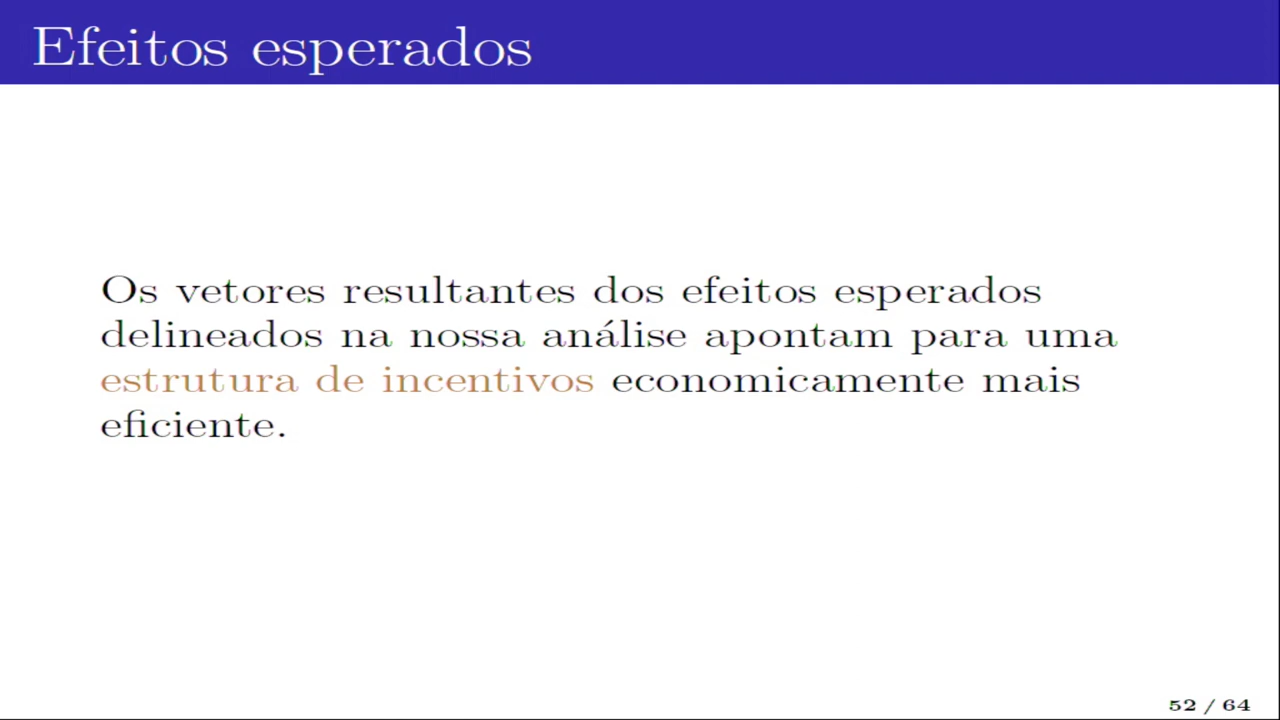 Efeitos esperados
Os vetores resultantes dos efeitos esperados
delineados na nossa análise apontam para uma
estrutura de incentivos economicamente mais
eficiente.
52 / 64